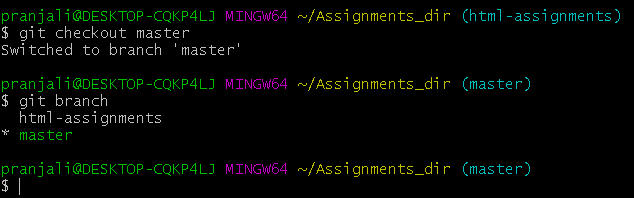 pranjali@DESKTOP-CQKP4LJ MINGW64 ~/Assignments_dir (html-assignments)
$ git checkout master
Switched to branch 'master'
pranjali@DESKTOP-CQKP4LJ MINGW64 ~/Assignments_dir (master)
$ git branch
  html-assignments
* master
pranjali@DESKTOP-CQKP4LJ MINGW64 ~/Assignments_dir (master)
$